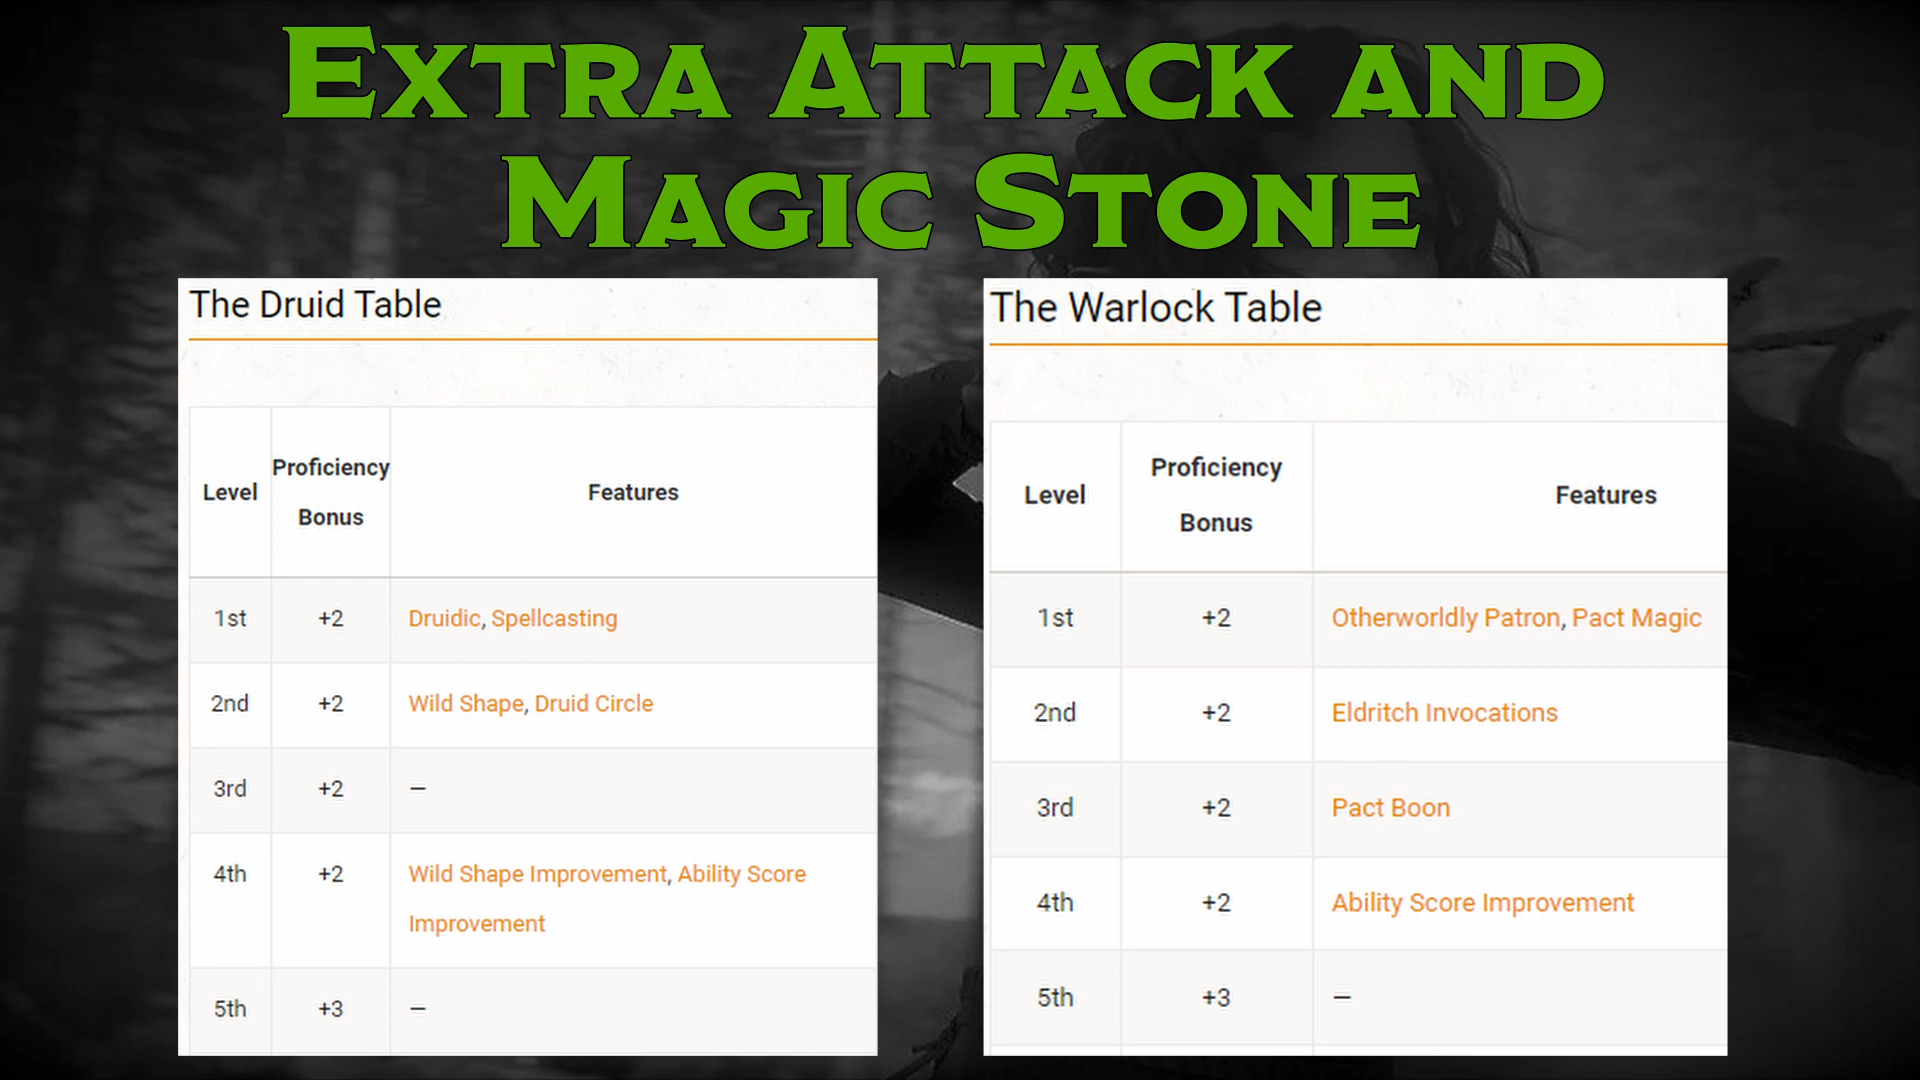 Extra Attack and
Magic Stone
The Druid Table
Level
Proficiency
Bonus
Features
1st +2 Druidic, Spellcasting
2nd +2 Wild Shape, Druid Circle
3rd +2 –
4th +2 Wild Shape Improvement, Ability Score
Improvement
5th +3 –
The Warlock Table
Level
Proficiency
Bonus
Features
1st +2 Otherworldly Patron, Pact Magic
2nd +2 Eldritch Invocations
3rd +2 Pact Boon
4th +2 Ability Score Improvement
5th +3 –